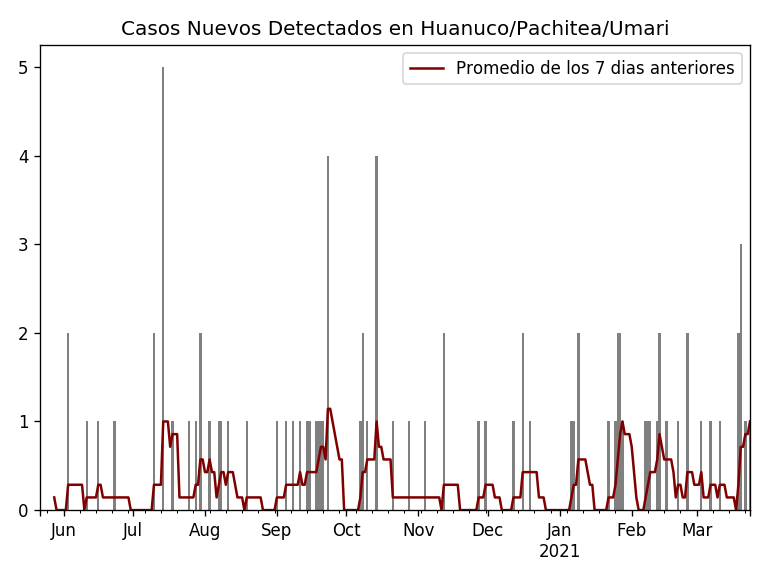 Casos Nuevos Detectados en Huanuco/Pachitea/Umari
Promedio de los 7 dias anteriores
5
4
3
2
1
0
Jun Jul Aug Sep Oct Nov Dec Jan Feb Mar
2021